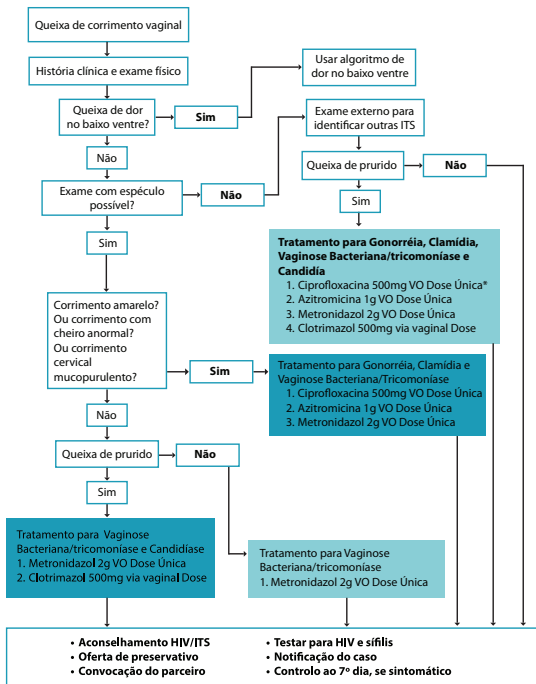 Queixa de corrimento vaginal
História clínica e exame físico
Usar algoritmo de
dor no baixo ventre
Queixa de dor
no baixo ventre?
Sim
Exame externo para
identificar outras ITS
Não
Queixa de prurido
Não
Exame com espéculo
possível?
Não
Sim
Sim
Tratamento para Gonorréia, Clamídia,
Vaginose Bacteriana/tricomoníase e
Candidía
1. Ciprofloxacina 500mg VO Dose Única*
2. Azitromicina 1g VO Dose Única
3. Metronidazol 2g VO Dose Única
4. Clotrimazol 500mg via vaginal Dose
Corrimento amarelo?
Ou corrimento com
cheiro anormal?
Ou corrimento
cervical
mucopurulento?
Sim
Tratamento para Gonorréia, Clamídia e
Vaginose Bacteriana/Tricomoníase
1. Ciprofloxacina 500mg VO Dose Única
2. Azitromicina 1g VO Dose Única
3. Metronidazol 2g VO Dose Única
Não
Queixa de prurido
Não
Sim
Tratamento para Vaginose
Bacteriana/tricomoníase e Candidíase
1. Metronidazol 2g VO Dose Única
2. Clotrimazol 500mg via vaginal Dose
Tratamento para Vaginose
Bacteriana/tricomoníase
1. Metronidazol 2g VO Dose Única
• Aconselhamento HIV/ITS
• Oferta de preservativo
• Convocação do parceiro
• Testar para HIV e sífilis
• Notificação do caso
• Controlo ao 7º dia, se sintomático